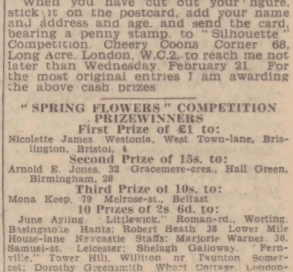 When you have cut out your figure,
stick it on the postcard, add your name
and address and age, and send the card,
bearing a penny stamp, to "Silhouette"
Competition, Cheery Coons Corner 68,
Long Acre, London, W.C.2, to reach me not
later than Wednesday, February 21. For
the most original entries I am awarding
the above cash prizes
"SPRING FLOWERS" COMPETITION
PRIZEWINNERS
First Prize of £1 to:
Nicolette James Westonia, West Town-lane, Bris-
lington, Bristol, 4
Second Prize of 15s. to:
Arnold E. Jones, 32 Gracemere-cres., Hall Green,
Birmingham, 28
Third Prize of 10s. to:
Mona Keep, 79 Melrose-st., Belfast
10 Prizes of 2s 6d. to:
June Ayling, "Littlewick," Roman-rd., Worting,
Basingstoke Hants; Robert Heath 38 Lower Mile
House-lane Newcastle Staffs; Marjorie Warner, 36,
Samuel-st. Leicester; Shelagh Galloway, "Fern-
ville," Tower Hill, Williton nr Taunton Somer-
set; Dorothy Greensmith Wharf Cottage London-